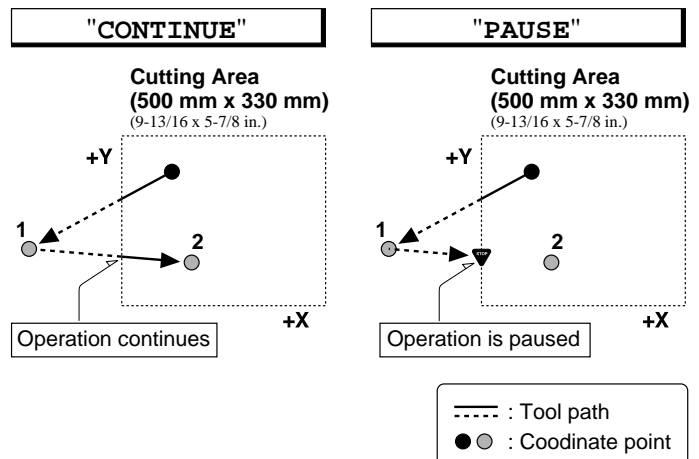 "CONTINUE"
Cutting Area
(500 mm x 330 mm)
(9-13/16 x 5-7/8 in.)
+Y
1
2
+X
Operation continues
"PAUSE"
Cutting Area
(500 mm x 330 mm)
(9-13/16 x 5-7/8 in.)
+Y
1
STOP
2
+X
Operation is paused
: Tool path
: Coodinate point